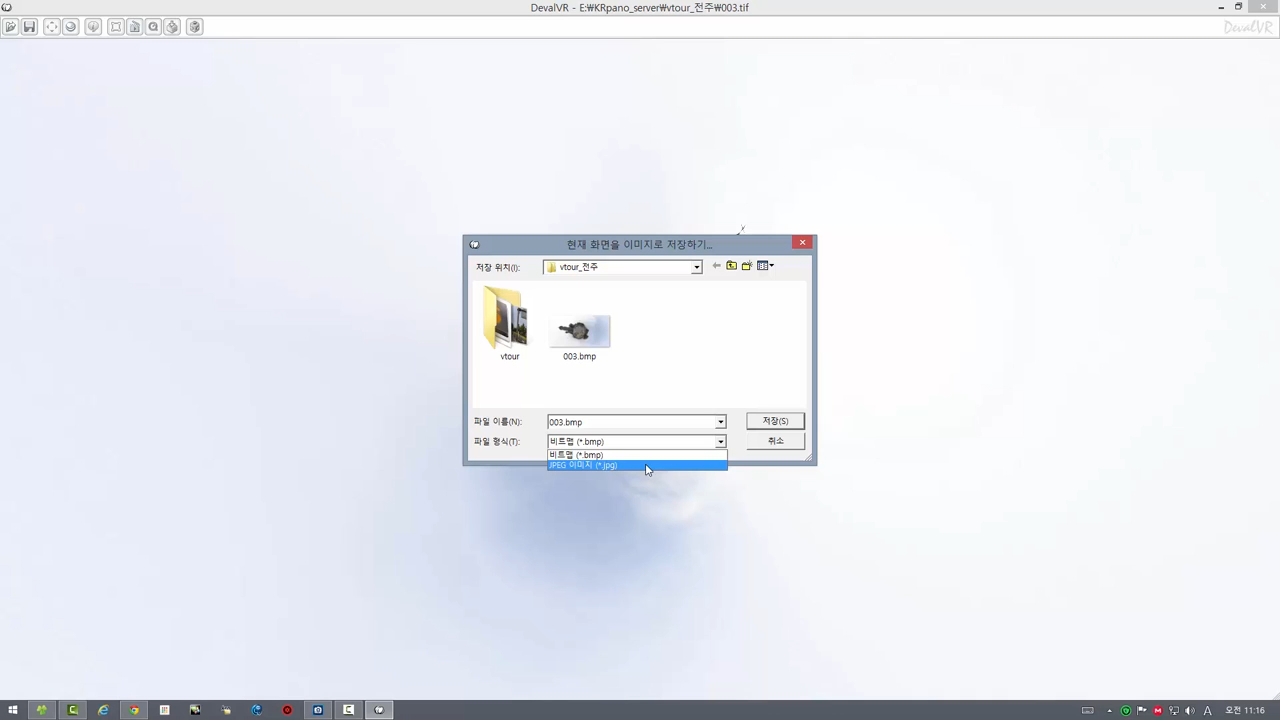 DevalVR - E:\KRpano_server\vtour_전주\003.tif
DevalVR
현재 화면을 이미지로 저장하기...
저장 위치(I):
vtour_전주
vtour
003.bmp
파일 이름(N):
003.bmp
저장(S)
파일 형식(T):
비트맵 (*.bmp)
취소
비트맵 (*.bmp)
JPEG 이미지 (*.jpg)
A
오전 11:16